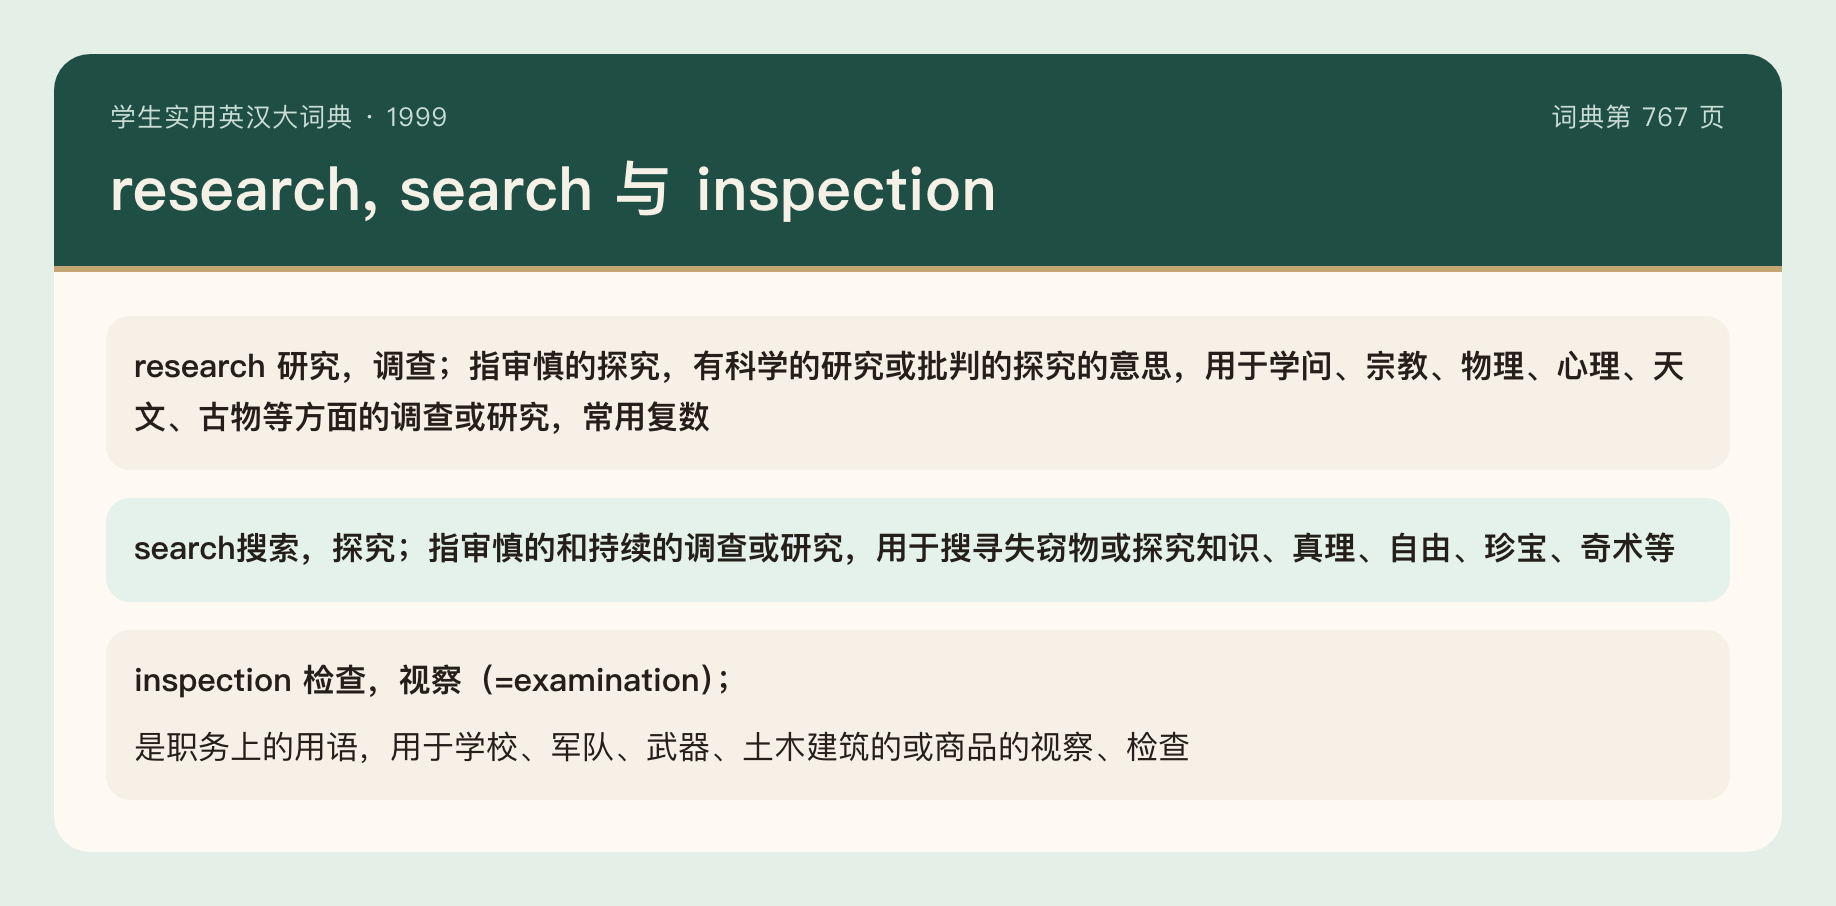 学生实用英汉大词典 · 1999
词典第 767 页
research, search 与 inspection
research 研究，调查；指审慎的探究，有科学的研究或批判的探究的意思，用于学问、宗教、物理、心理、天
文、古物等方面的调查或研究，常用复数
search搜索，探究；指审慎的和持续的调查或研究，用于搜寻失窃物或探究知识、真理、自由、珍宝、奇术等
inspection 检查，视察（=examination）；
是职务上的用语，用于学校、军队、武器、土木建筑的或商品的视察、检查